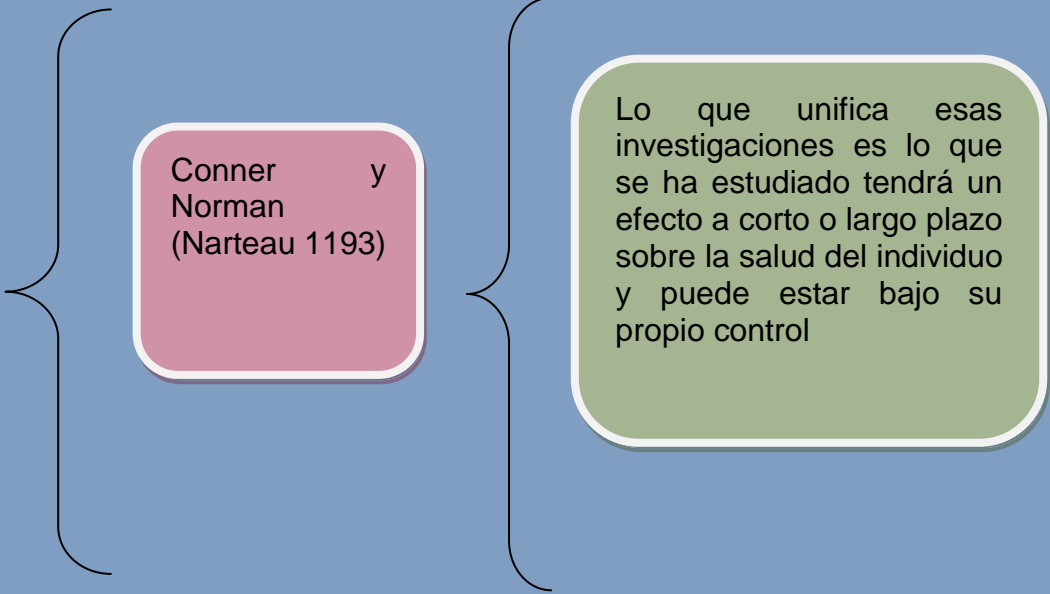 Conner y
Norman
(Narteau 1193)
Lo que unifica esas
investigaciones es lo que
se ha estudiado tendrá un
efecto a corto o largo plazo
sobre la salud del individuo
y puede estar bajo su
propio control